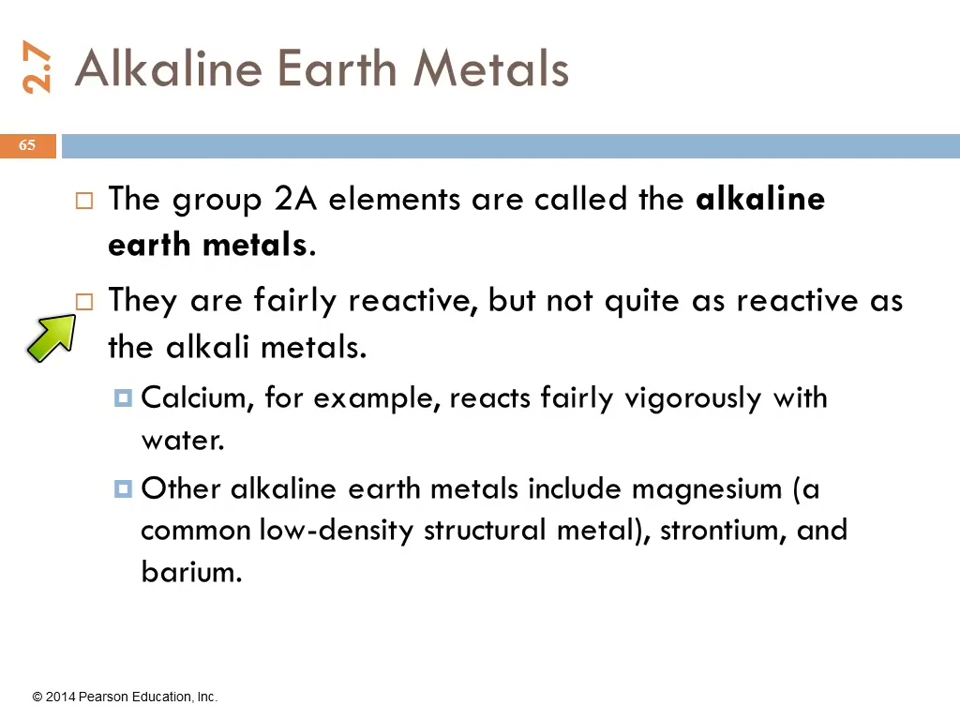 2.7
Alkaline Earth Metals
65
The group 2A elements are called the alkaline
earth metals.
They are fairly reactive, but not quite as reactive as
the alkali metals.
Calcium, for example, reacts fairly vigorously with
water.
Other alkaline earth metals include magnesium (a
common low-density structural metal), strontium, and
barium.
© 2014 Pearson Education, Inc.